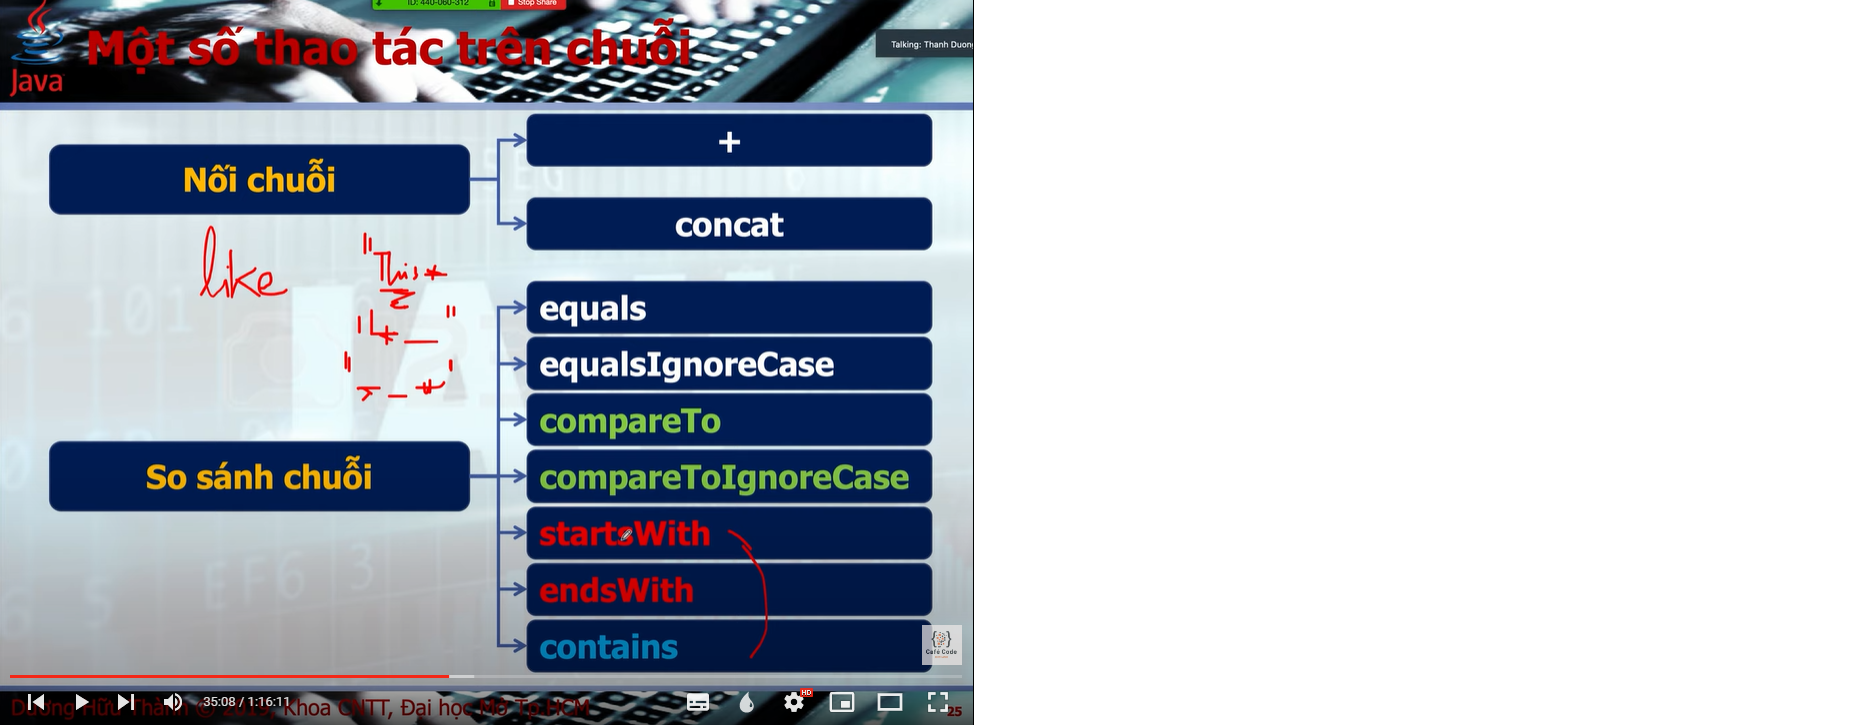 ID: 440-060-312 Stop Share
Một số thao tác trên chuỗi
Talking: Thanh Duong
Java
+
Nối chuỗi
concat
like
"This*
equals
equalsIgnoreCase
compareTo
So sánh chuỗi
compareToIgnoreCase
startsWith
endsWith
contains
Café Code
HD
35:08 / 1:16:11
Dương Hữu Thành © 2019, Khoa CNTT, Đại học Mở Tp.HCM
25